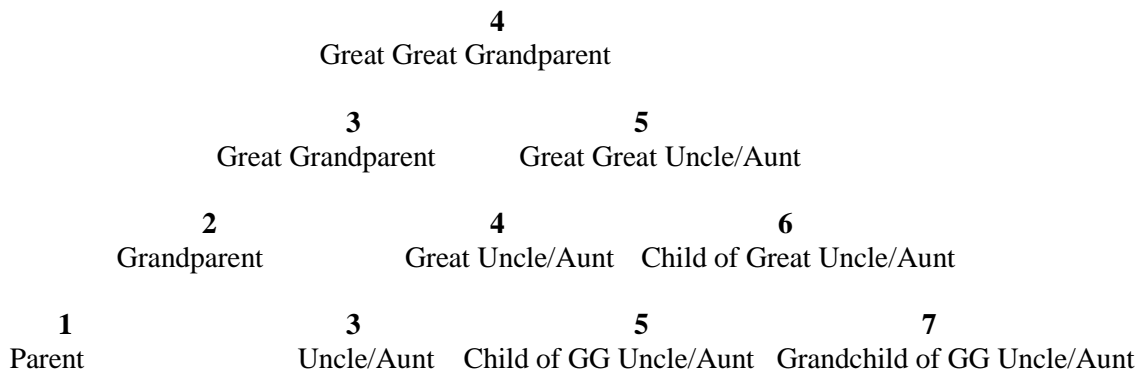 4
Great Great Grandparent
3 5
Great Grandparent Great Great Uncle/Aunt
2 4 6
Grandparent Great Uncle/Aunt Child of Great Uncle/Aunt
1 3 5 7
Parent Uncle/Aunt Child of GG Uncle/Aunt Grandchild of GG Uncle/Aunt